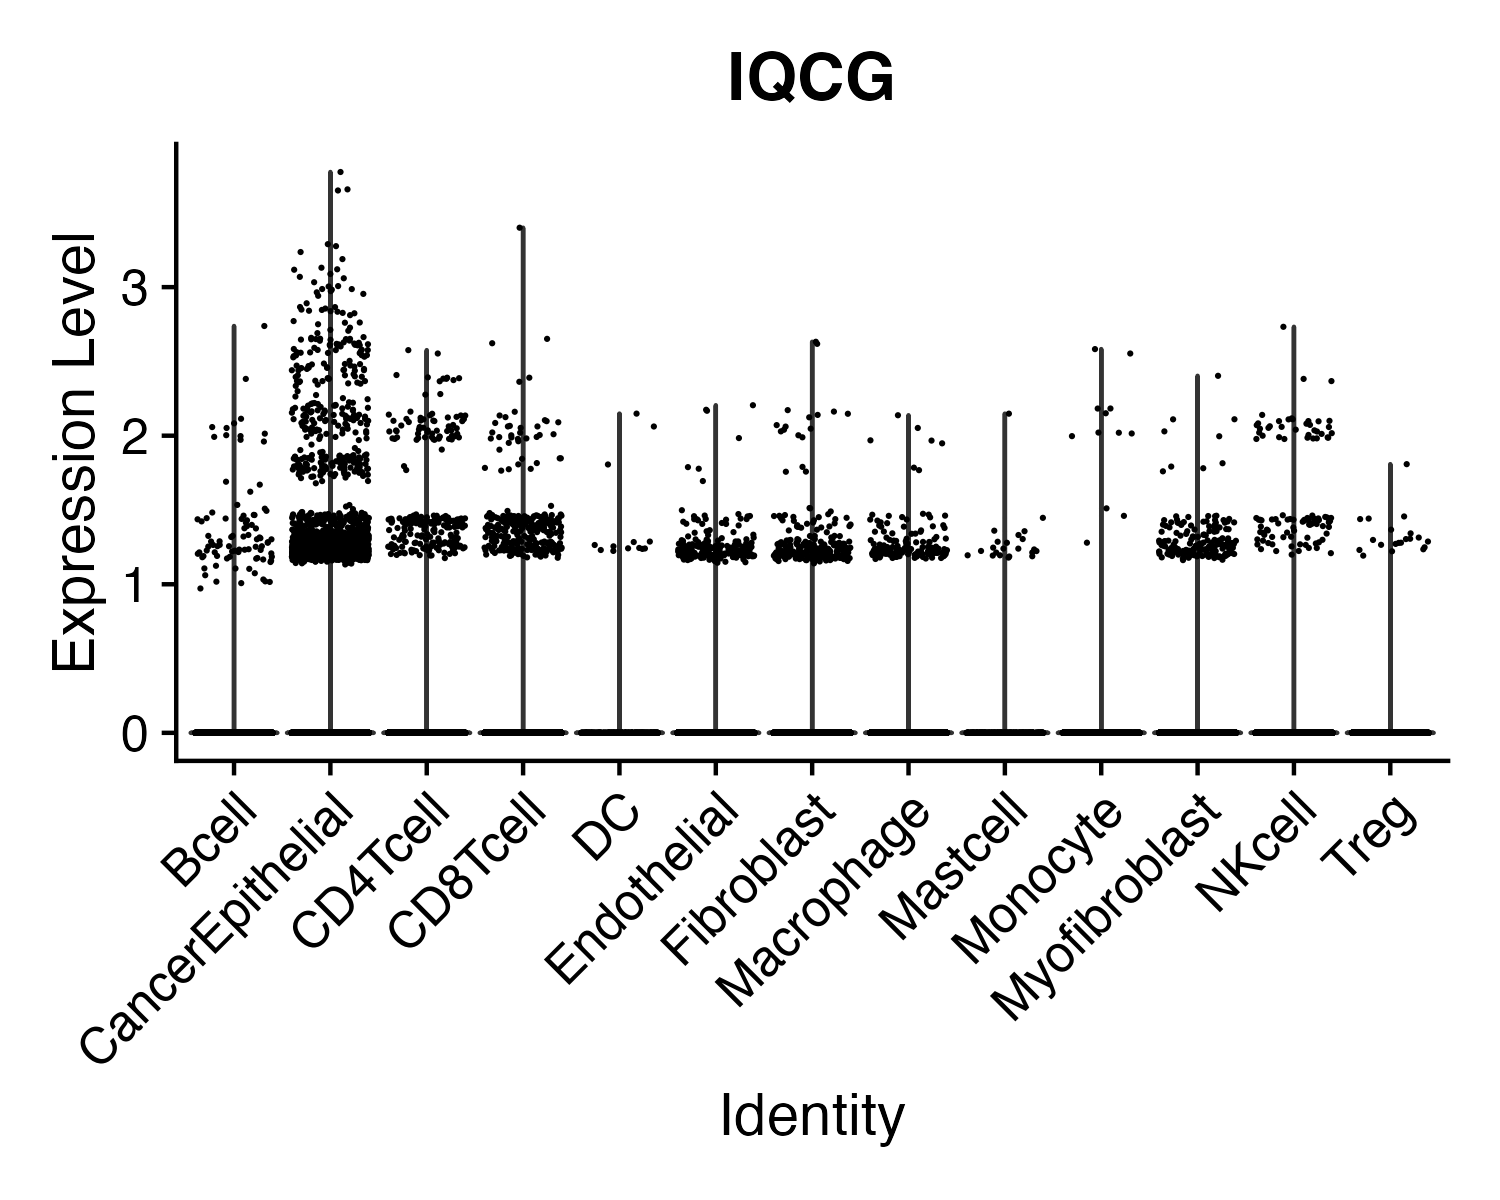 IQCG
Expression Level
3
2
1
0
Bcell
CancerEpithelial
CD4Tcell
CD8Tcell
DC
Endothelial
Fibroblast
Macrophage
Mastcell
Monocyte
Myofibroblast
NKcell
Treg
Identity